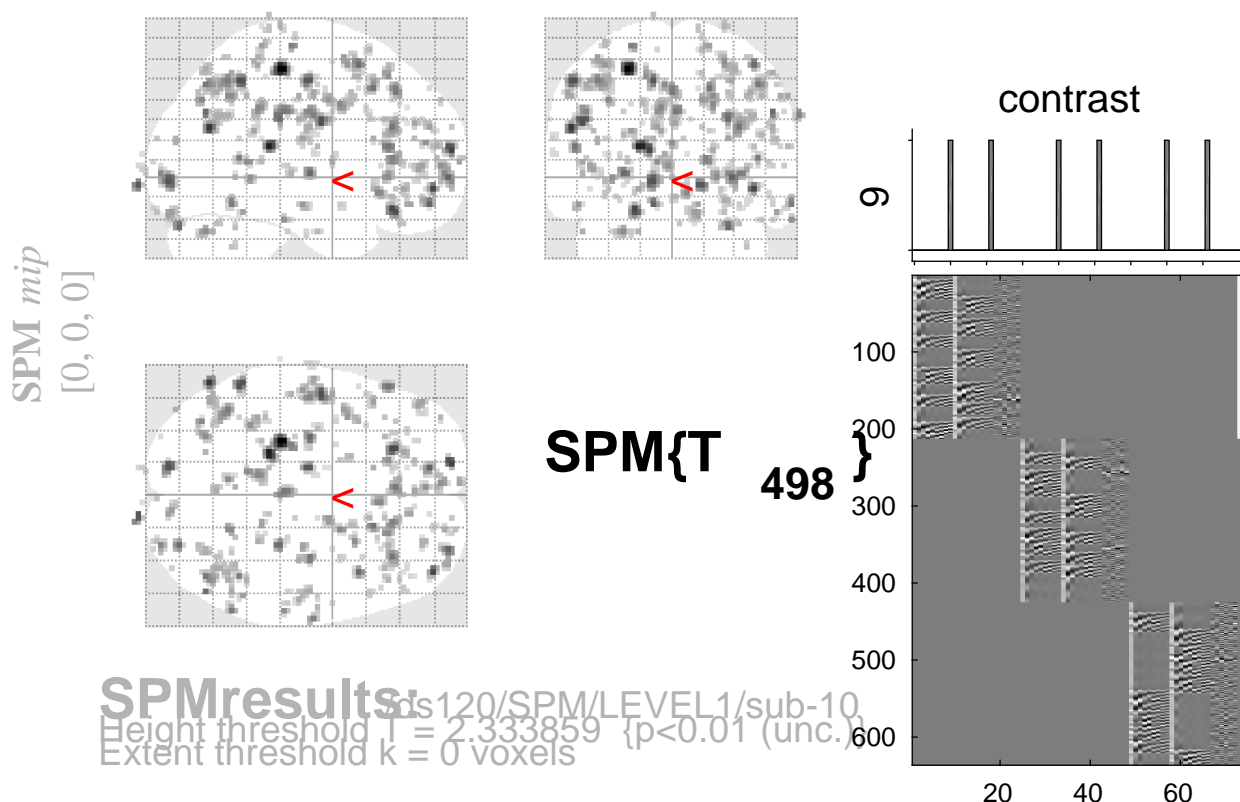 SPM mip
[0, 0, 0]
<
<
<
SPM{T 498 }
contrast
9
100
200
300
400
500
600
20
40
60
SPMresults: /ds120/SPM/LEVEL1/sub-10
Height threshold T = 2.333859 {p<0.01 (unc.)}
Extent threshold k = 0 voxels